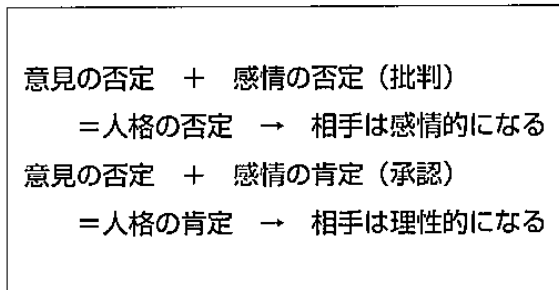 意見の否定　＋　感情の否定（批判）
＝人格の否定　→　相手は感情的になる
意見の否定　＋　感情の肯定（承認）
＝人格の肯定　→　相手は理性的になる